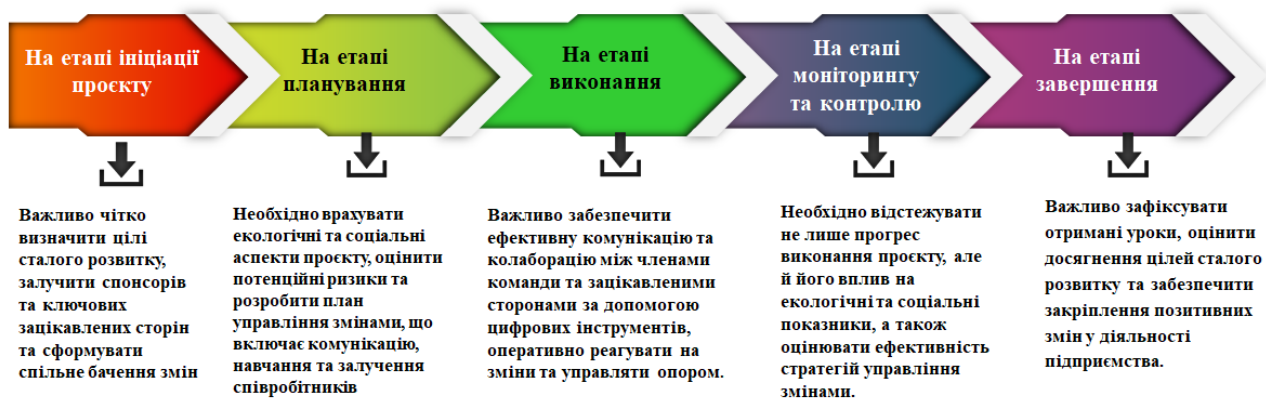 На етапі ініціації
проєкту
Важливо чітко
визначити цілі
сталого розвитку,
залучити спонсорів
та ключових
зацікавлених сторін
та сформувати
спільне бачення змін
На етапі
планування
Необхідно врахувати
екологічні та соціальні
аспекти проєкту, оцінити
потенційні ризики та
розробити план
управління змінами, що
включає комунікацію,
навчання та залучення
співробітників
На етапі
виконання
Важливо забезпечити
ефективну комунікацію та
колаборацію між членами
команди та зацікавленими
сторонами за допомогою
цифрових інструментів,
оперативно реагувати на
зміни та управляти опором.
На етапі
моніторингу
та контролю
Необхідно відстежувати
не лише прогрес
виконання проєкту, але
й його вплив на
екологічні та соціальні
показники, а також
оцінювати ефективність
стратегій управління
змінами.
На етапі
завершення
Важливо зафіксувати
отримані уроки, оцінити
досягнення цілей сталого
розвитку та забезпечити
закріплення позитивних
змін у діяльності
підприємства.